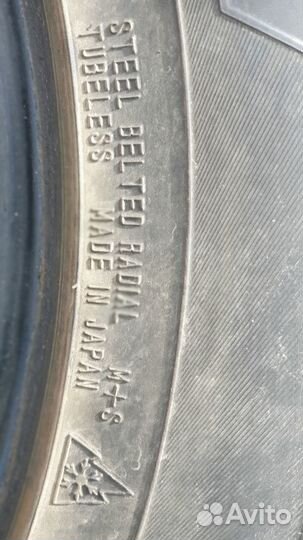 STEEL BELTED RADIAL M+S
TUBELESS MADE IN JAPAN
Avito